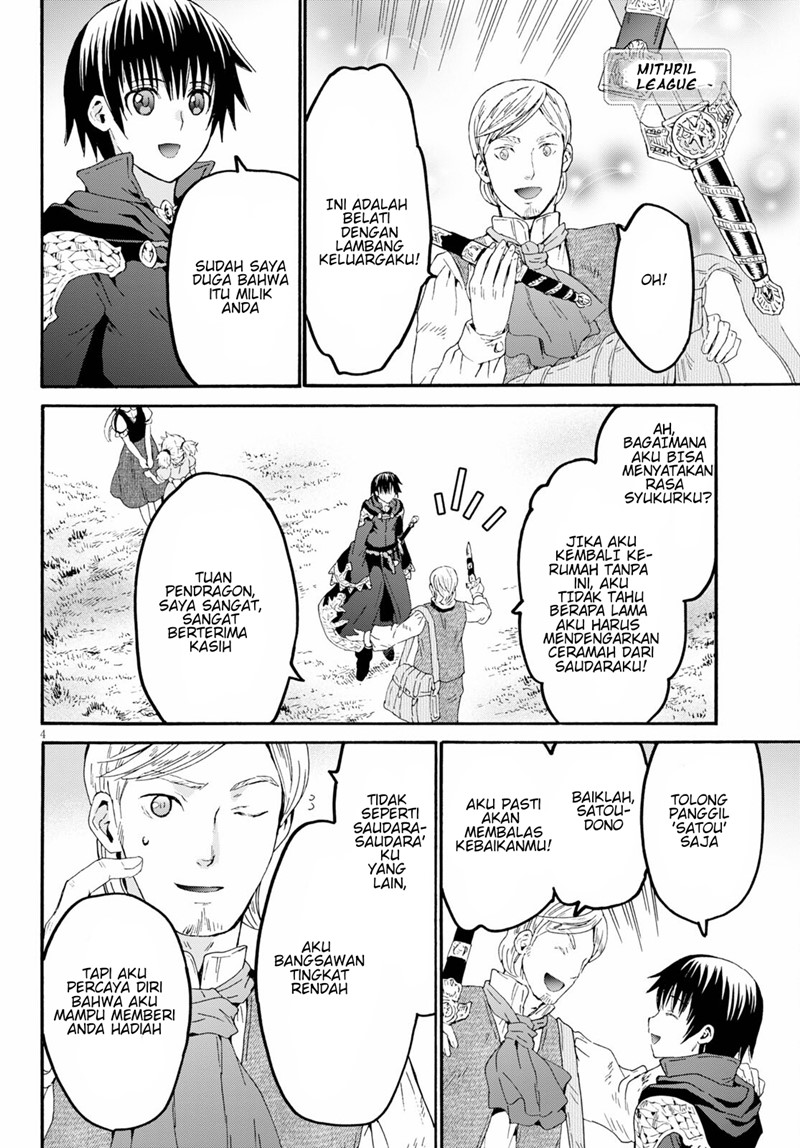 MITHRIL
LEAGUE
OH!
INI ADALAH
BELATI
DENGAN
LAMBANG
KELUARGAKU!
SUDAH SAYA
DUGA BAHWA
ITU MILIK
ANDA
AH,
BAGAIMANA
AKU BISA
MENYATAKAN
RASA
SYUKURKU?
JIKA AKU
KEMBALI KE-
RUMAH TANPA
INI, AKU
TIDAK TAHU
BERAPA LAMA
AKU HARUS
MENDENGARKAN
CERAMAH DARI
SAUDARAKU!
TUAN
PENDRAGON,
SAYA SANGAT,
SANGAT
BERTERIMA
KASIH
4
TOLONG
PANGGIL
'SATOU'
SAJA
BAIKLAH,
SATOU-
DONO
AKU PASTI
AKAN
MEMBALAS
KEBAIKANMU!
TIDAK
SEPERTI
SAUDARA-
SAUDARA'
KU
YANG
LAIN,
AKU
BANGSAWAN
TINGKAT
RENDAH
TAPI AKU
PERCAYA DIRI
BAHWA AKU
MAMPU MEMBERI
ANDA HADIAH